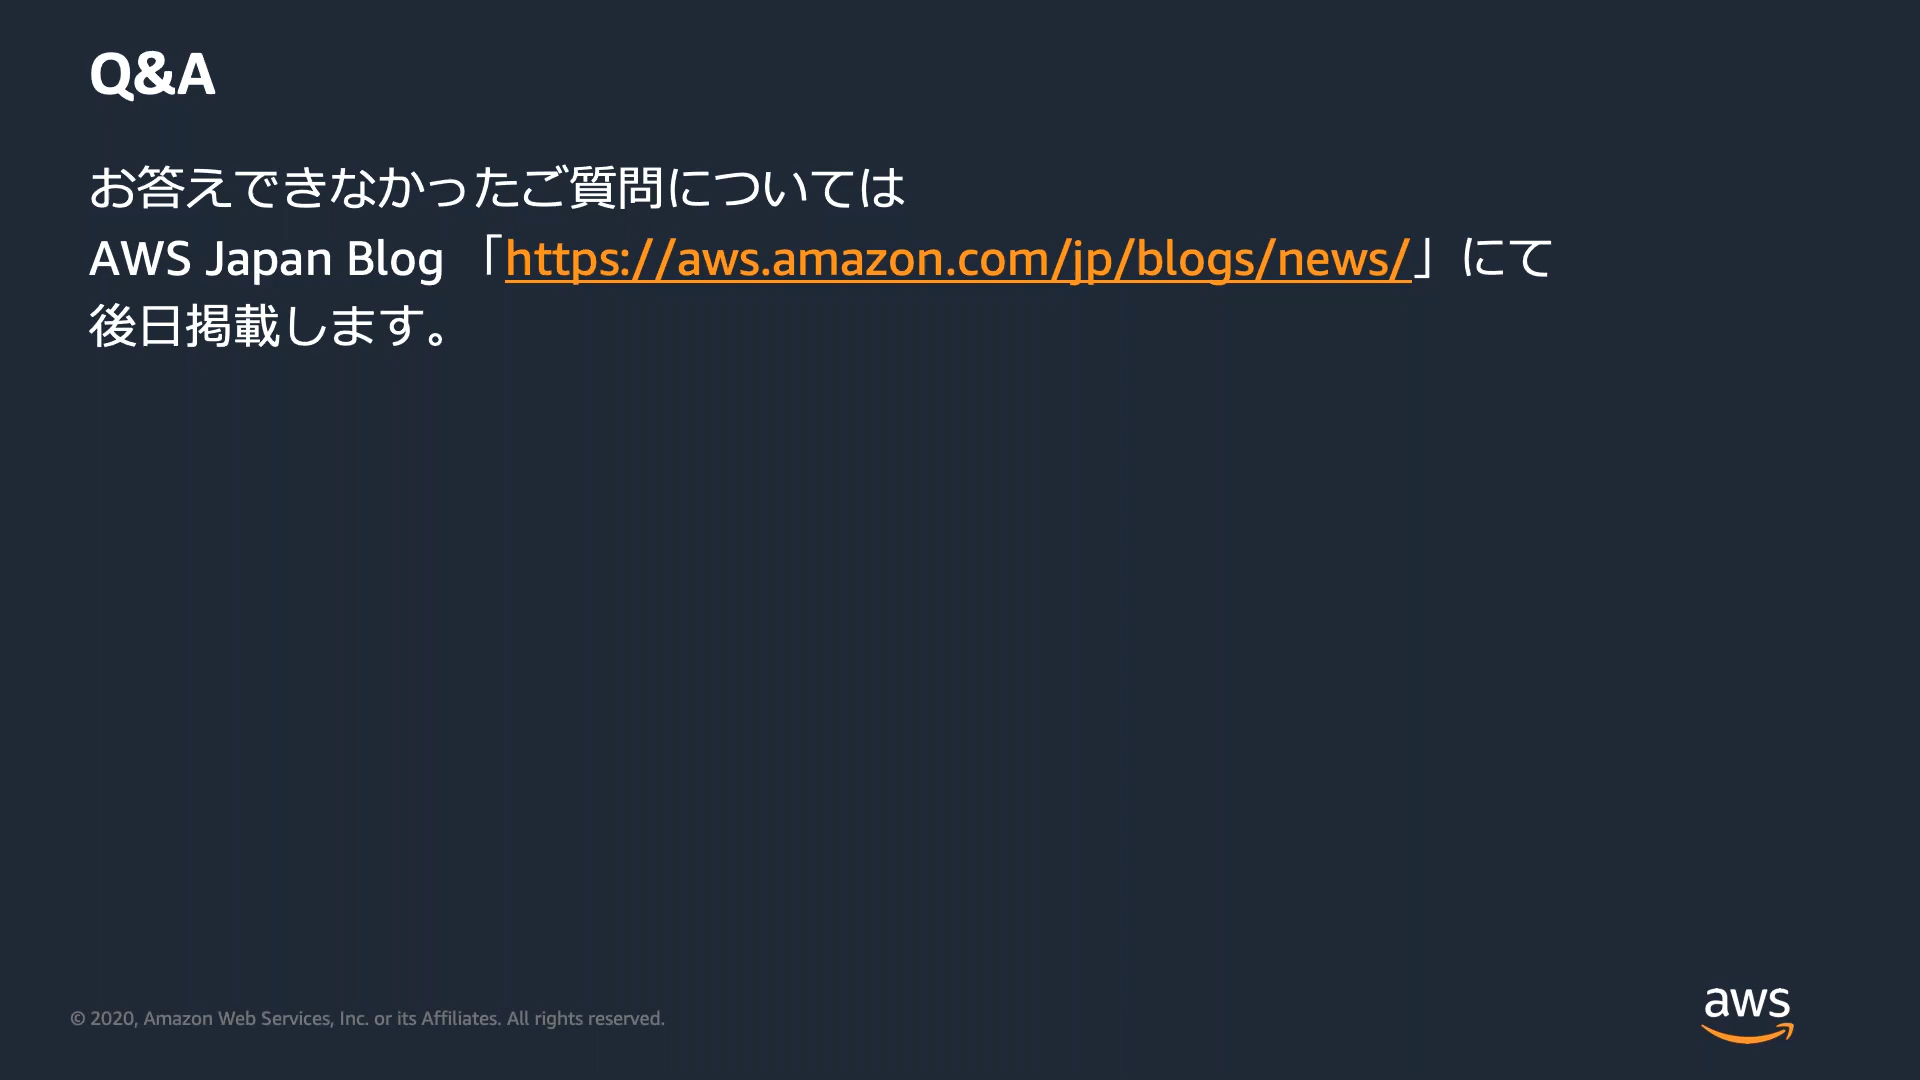 Q&A
お答えできなかったご質問については
AWS Japan Blog 「https://aws.amazon.com/jp/blogs/news/」にて
後日掲載します。
© 2020, Amazon Web Services, Inc. or its Affiliates. All rights reserved.
aws